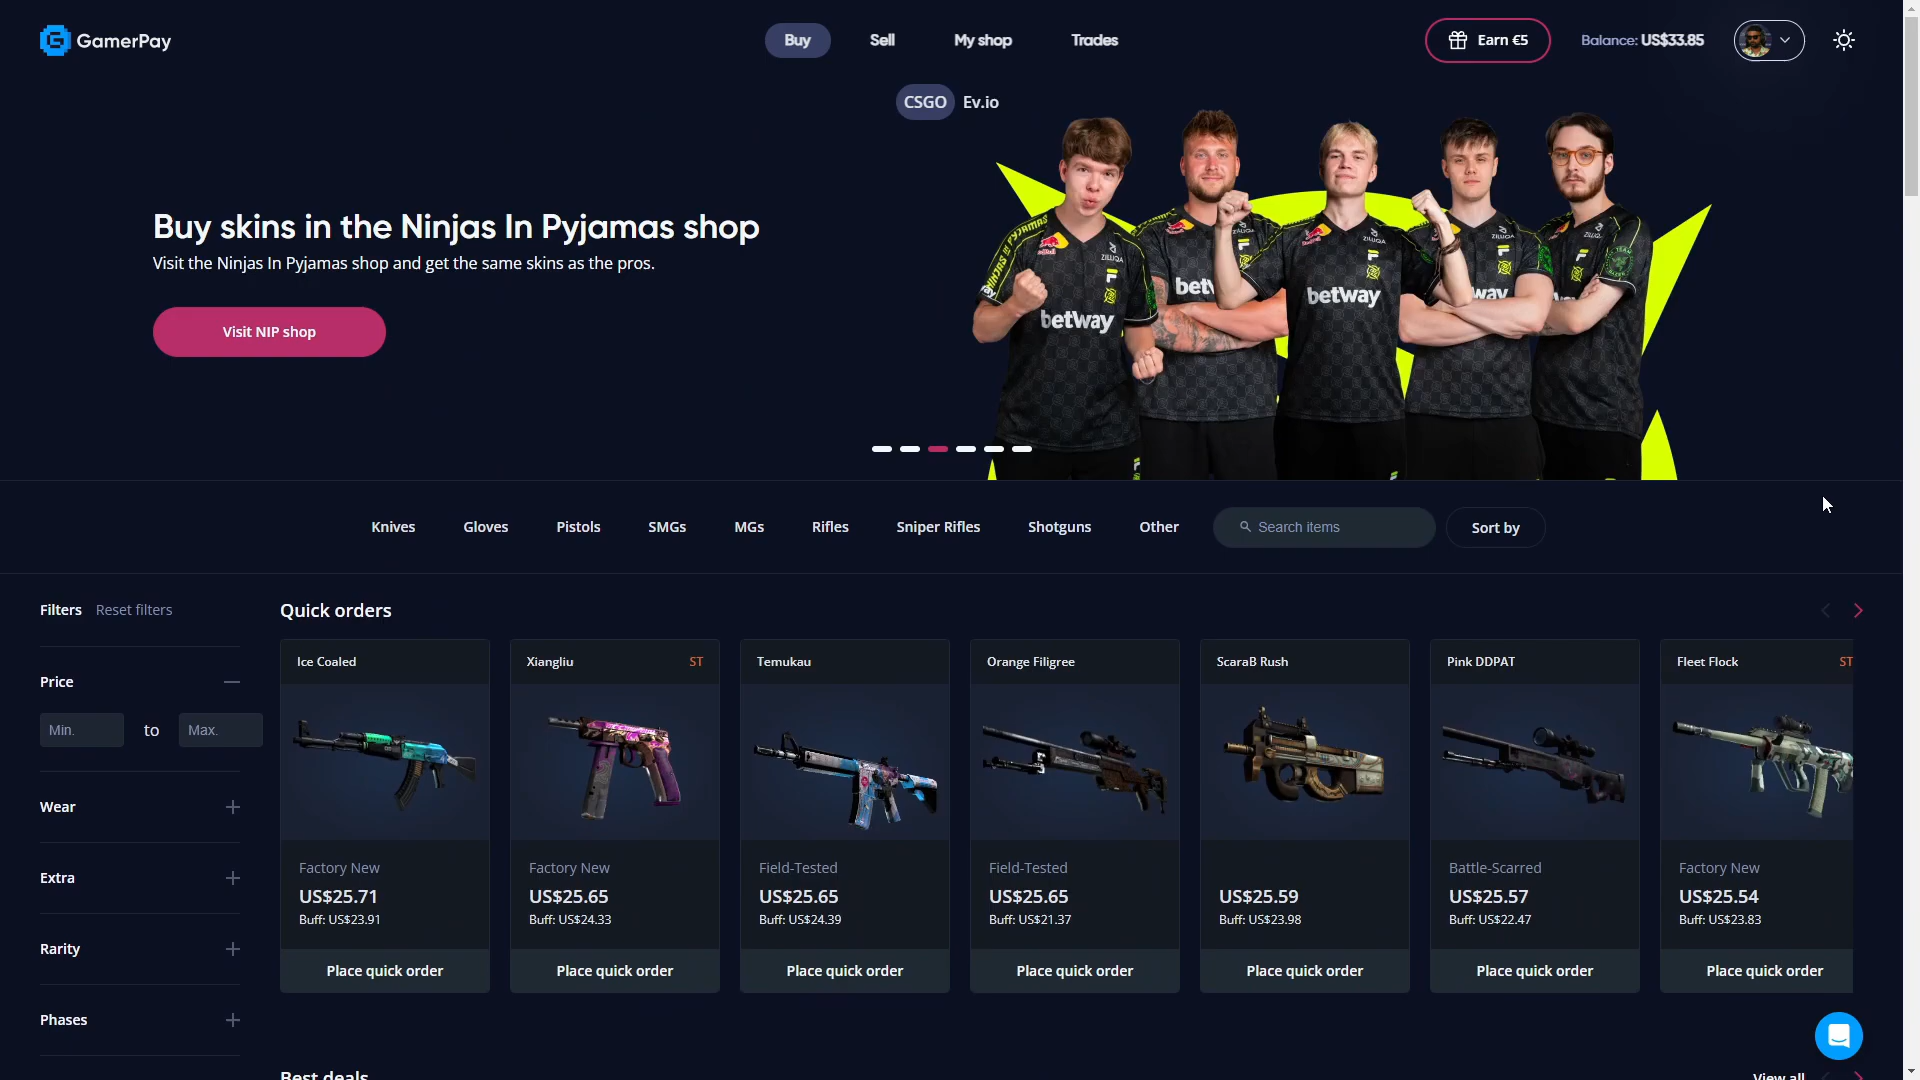 GamerPay
Buy
Sell
My shop
Trades
Earn €5
Balance: US$33.85
CSGO
Ev.io
Buy skins in the Ninjas In Pyjamas shop
Visit the Ninjas In Pyjamas shop and get the same skins as the pros.
Visit NIP shop
NINJAS IN PYJAMAS
betway
betway
betway
Knives
Gloves
Pistols
SMGs
MGs
Rifles
Sniper Rifles
Shotguns
Other
Search items
Sort by
Filters
Reset filters
Price
Min.
to
Max.
Wear
Extra
Rarity
Phases
Quick orders
Ice Coaled
Factory New
US$25.71
Buff: US$23.91
Place quick order
Xiangliu
ST
Factory New
US$25.65
Buff: US$24.33
Place quick order
Temukau
Field-Tested
US$25.65
Buff: US$24.39
Place quick order
Orange Filigree
Field-Tested
US$25.65
Buff: US$21.37
Place quick order
ScaraB Rush
US$25.59
Buff: US$23.98
Place quick order
Pink DDPAT
Battle-Scarred
US$25.57
Buff: US$22.47
Place quick order
Fleet Flock
ST
Factory New
US$25.54
Buff: US$23.83
Place quick order
Best deals
View all